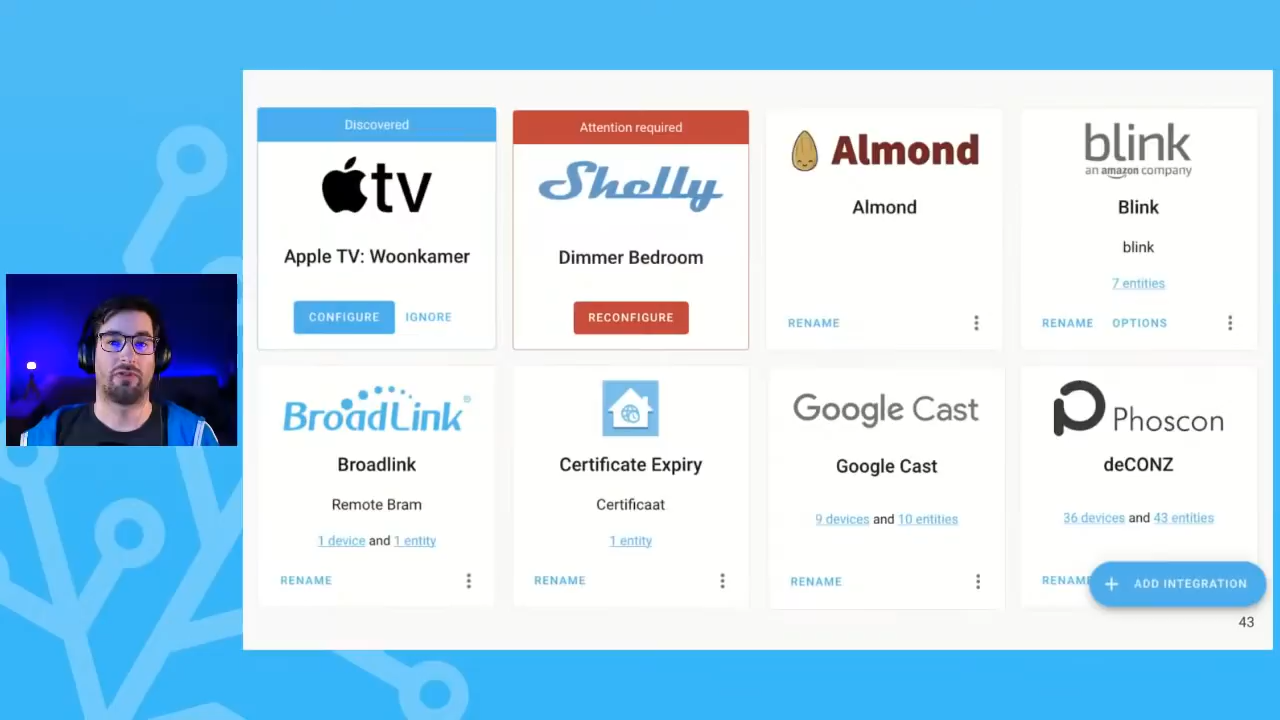 Discovered
tv
Apple TV: Woonkamer
CONFIGURE
IGNORE
Attention required
Shelly
Dimmer Bedroom
RECONFIGURE
Almond
Almond
RENAME
blink
an amazon company
Blink
blink
7 entities
RENAME
OPTIONS
BroadLink®
Broadlink
Remote Bram
1 device and 1 entity
RENAME
Certificate Expiry
Certificaat
1 entity
RENAME
Google Cast
Google Cast
9 devices and 10 entities
RENAME
Phoscon
deCONZ
36 devices and 43 entities
RENAME
+ ADD INTEGRATION
43